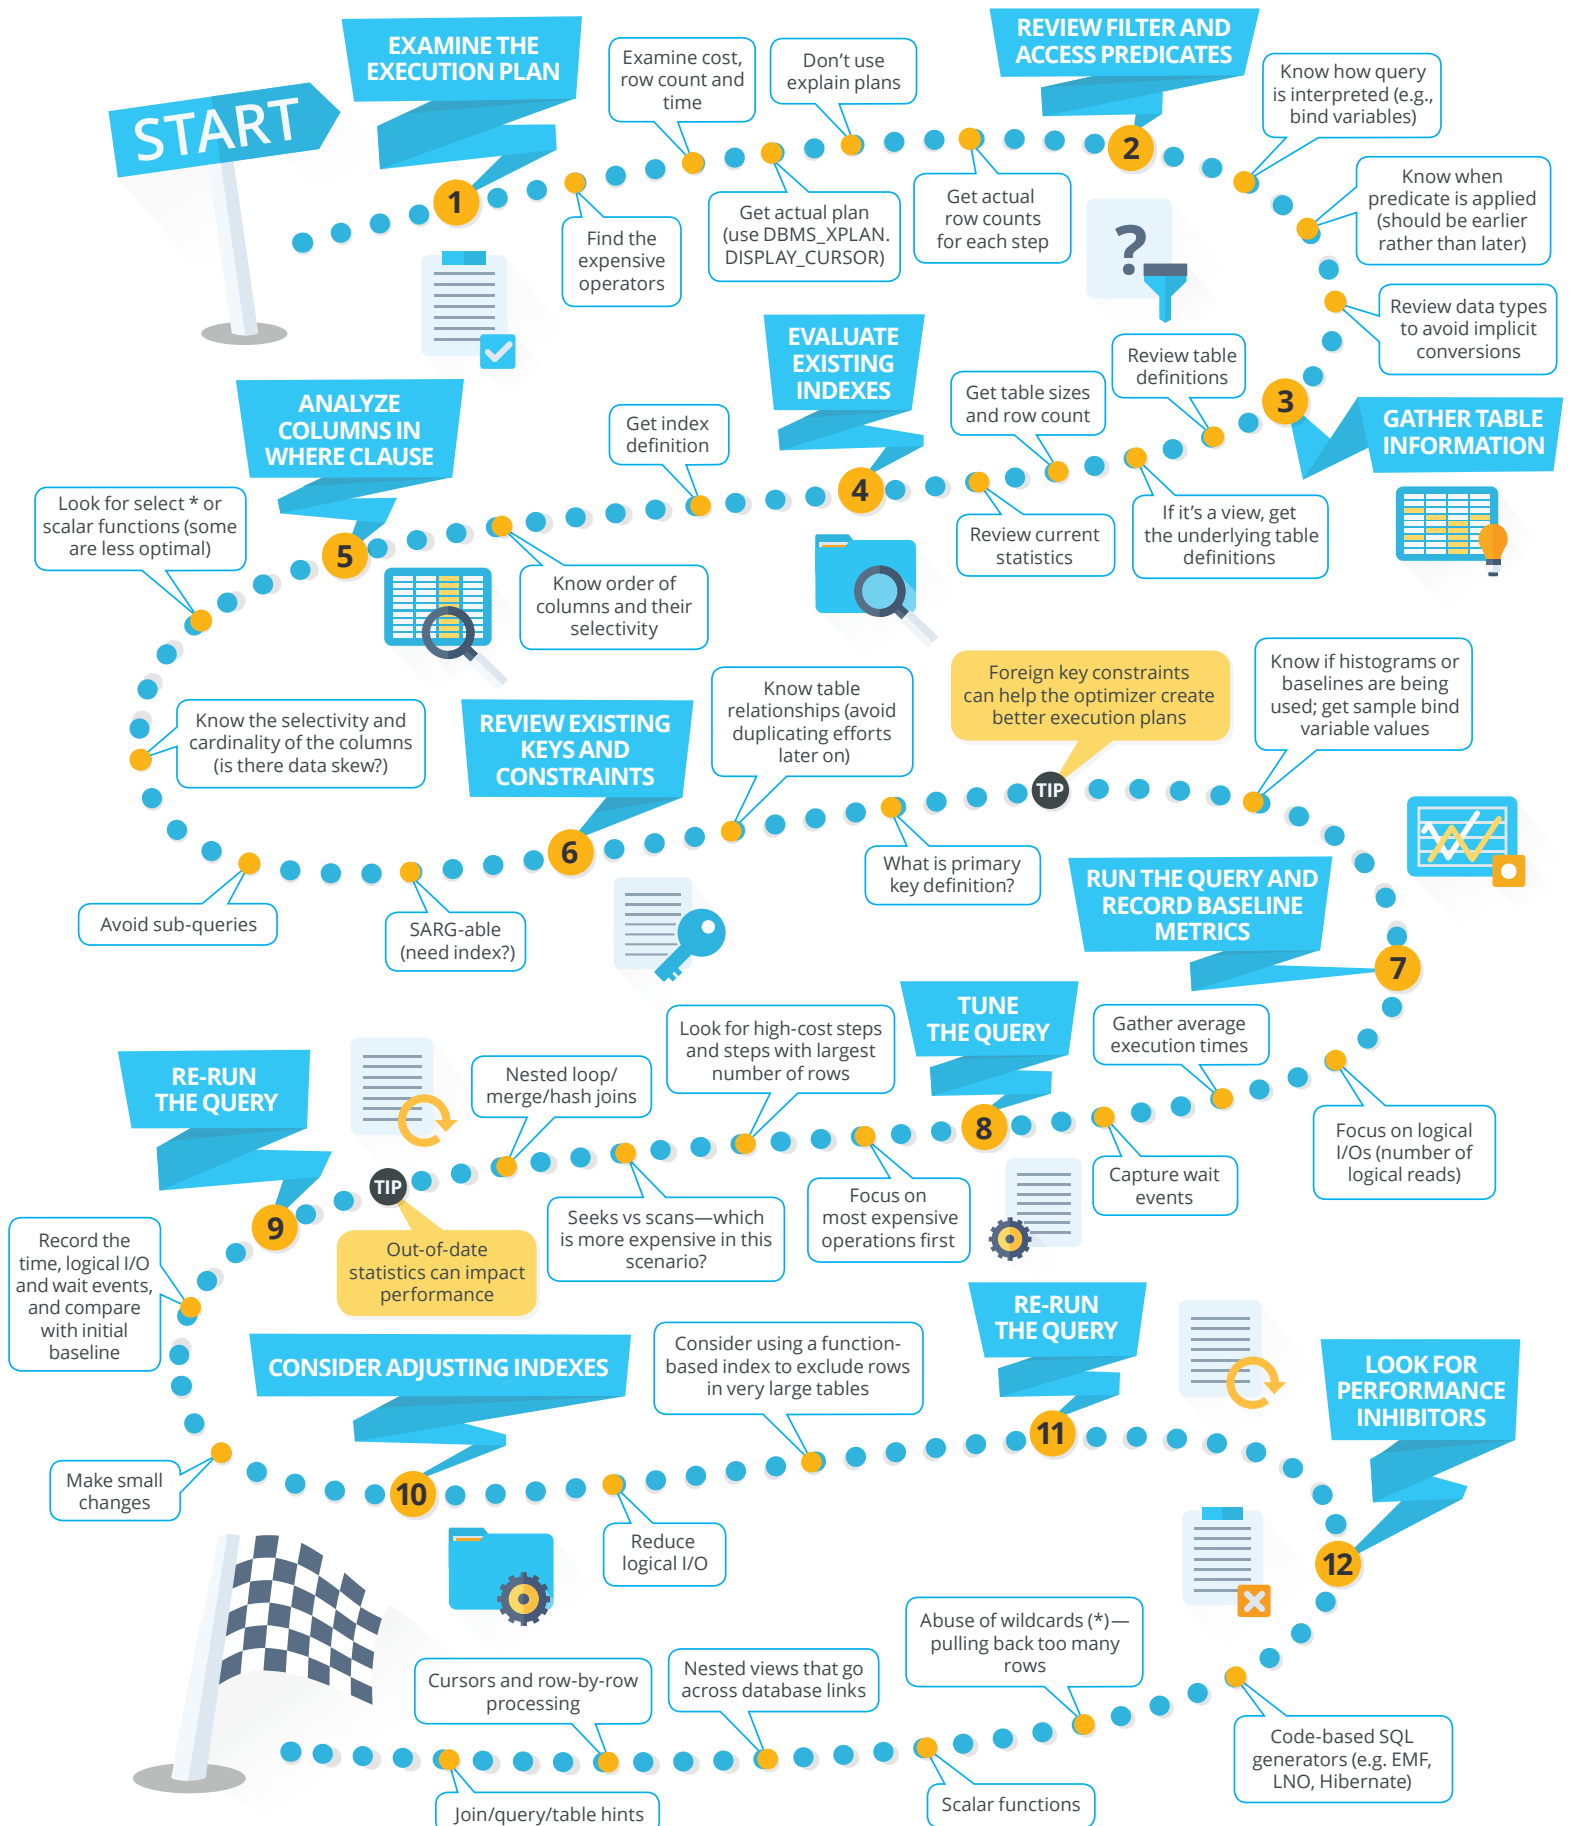 START
EXAMINE THE
EXECUTION PLAN
1
Find the
expensive
operators
Examine cost,
row count and
time
Get actual plan
(use DBMS_XPLAN.
DISPLAY_CURSOR)
Don’t use
explain plans
Get actual
row counts
for each step
REVIEW FILTER AND
ACCESS PREDICATES
2
?
Know how query
is interpreted (e.g.,
bind variables)
Know when
predicate is applied
(should be earlier
rather than later)
Review data types
to avoid implicit
conversions
3
GATHER TABLE
INFORMATION
Review table
definitions
If it’s a view, get
the underlying table
definitions
Get table sizes
and row count
Review current
statistics
EVALUATE
EXISTING
INDEXES
4
Get index
definition
Know order of
columns and their
selectivity
ANALYZE
COLUMNS IN
WHERE CLAUSE
5
Look for select * or
scalar functions (some
are less optimal)
Know the selectivity and
cardinality of the columns
(is there data skew?)
Avoid sub-queries
SARG-able
(need index?)
REVIEW EXISTING
KEYS AND
CONSTRAINTS
6
Know table
relationships (avoid
duplicating efforts
later on)
What is primary
key definition?
Foreign key constraints
can help the optimizer create
better execution plans
TIP
Know if histograms or
baselines are being
used; get sample bind
variable values
RUN THE QUERY AND
RECORD BASELINE
METRICS
7
Focus on logical
I/Os (number of
logical reads)
Gather average
execution times
Capture wait
events
TUNE
THE QUERY
8
Focus on
most expensive
operations first
Look for high-cost steps
and steps with largest
number of rows
Seeks vs scans—which
is more expensive in this
scenario?
Nested loop/
merge/hash joins
TIP
Out-of-date
statistics can impact
performance
RE-RUN
THE QUERY
9
Record the
time, logical I/O
and wait events,
and compare
with initial
baseline
Make small
changes
CONSIDER ADJUSTING INDEXES
10
Reduce
logical I/O
Consider using a function-
based index to exclude rows
in very large tables
RE-RUN
THE QUERY
11
LOOK FOR
PERFORMANCE
INHIBITORS
12
Code-based SQL
generators (e.g. EMF,
LNO, Hibernate)
Abuse of wildcards (*)—
pulling back too many
rows
Scalar functions
Nested views that go
across database links
Cursors and row-by-row
processing
Join/query/table hints